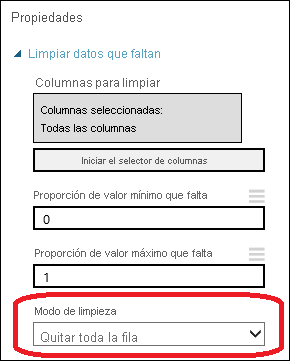 Propiedades
Limpiar datos que faltan
Columnas para limpiar
Columnas seleccionadas:
Todas las columnas
Iniciar el selector de columnas
Proporción de valor mínimo que falta
0
Proporción de valor máximo que falta
1
Modo de limpieza
Quitar toda la fila